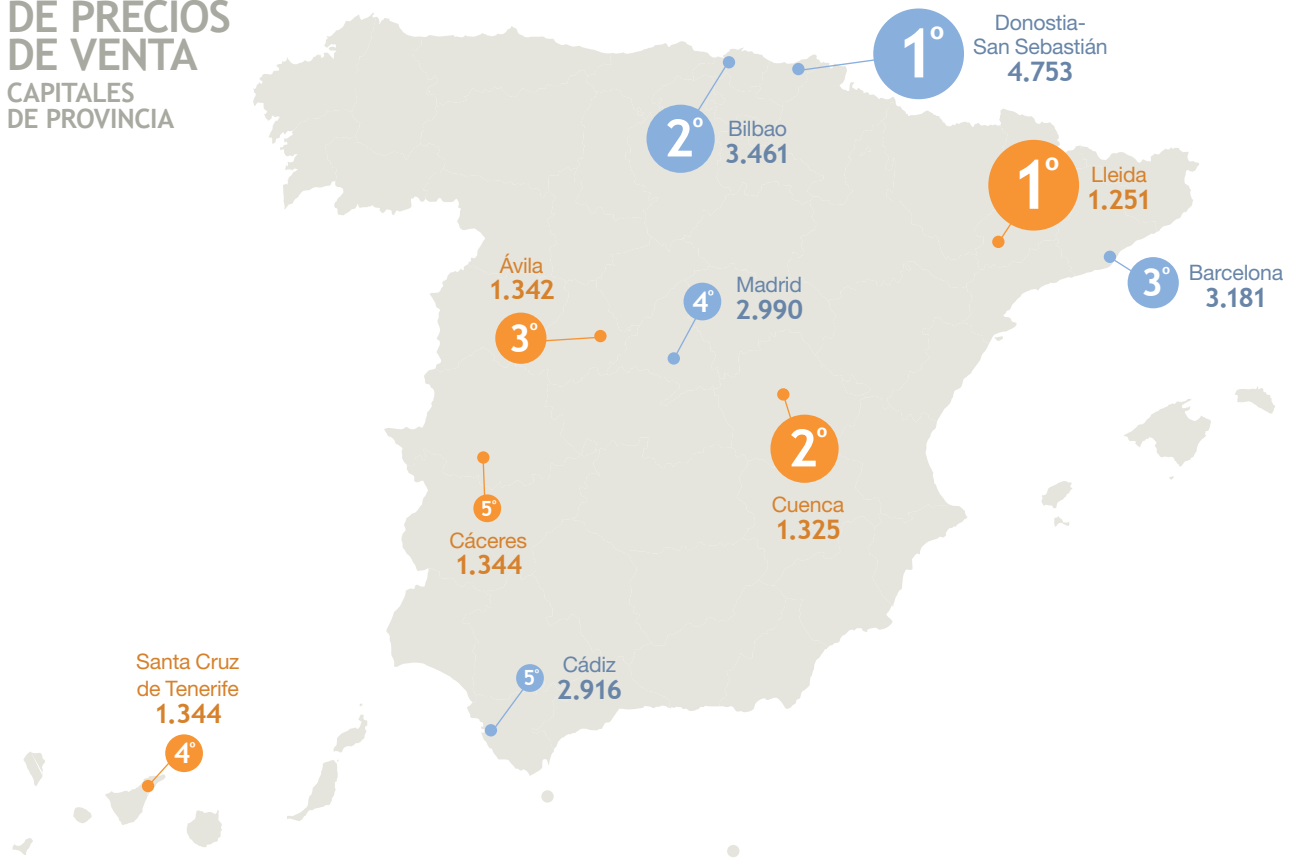 DE PRECIOS
DE VENTA
CAPITALES
DE PROVINCIA
1º
Donostia-
San Sebastián
4.753
2º
Bilbao
3.461
1º
Lleida
1.251
Ávila
1.342
3º
4º
Madrid
2.990
3º
Barcelona
3.181
2º
Cuenca
1.325
5º
Cáceres
1.344
Santa Cruz
de Tenerife
1.344
4º
5º
Cádiz
2.916